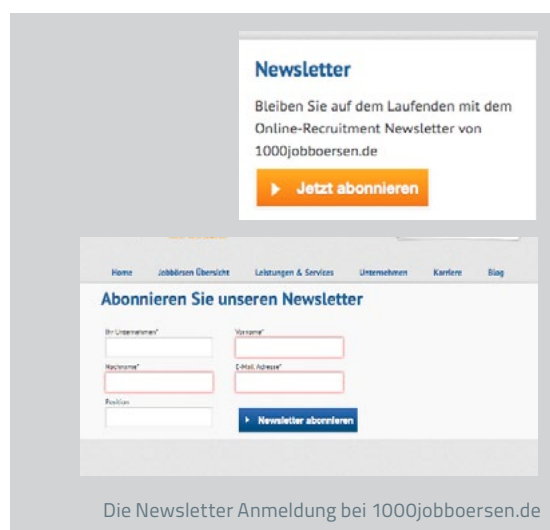 Newsletter
Bleiben Sie auf dem Laufenden mit dem
Online-Recruitment Newsletter von
1000jobboersen.de
Jetzt abonnieren
Home Jobbörsen Übersicht Leistungen & Services Unternehmen Karriere Blog
Abonnieren Sie unseren Newsletter
Ihr Unternehmen* Vorname*
Nachname* E-Mail Adresse*
Position
Newsletter abonnieren
Die Newsletter Anmeldung bei 1000jobboersen.de